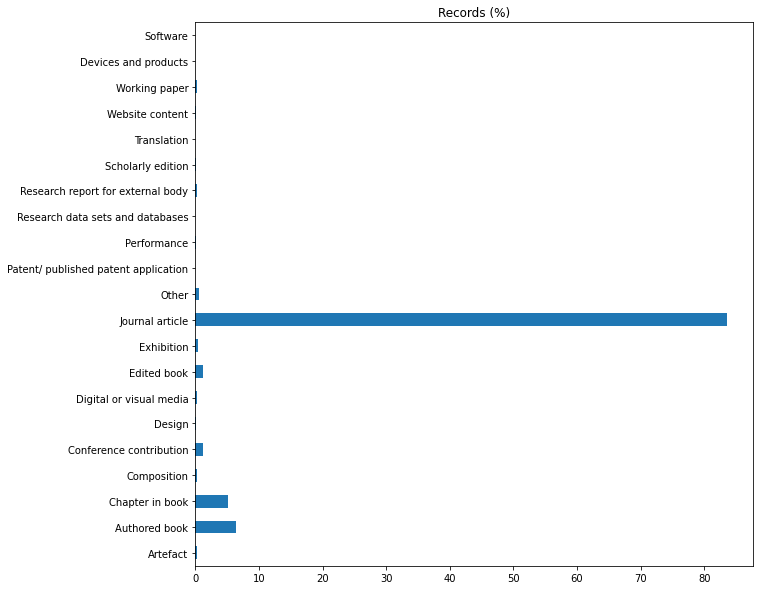 Records (%)
Software
Devices and products
Working paper
Website content
Translation
Scholarly edition
Research report for external body
Research data sets and databases
Performance
Patent/ published patent application
Other
Journal article
Exhibition
Edited book
Digital or visual media
Design
Conference contribution
Composition
Chapter in book
Authored book
Artefact
0 10 20 30 40 50 60 70 80